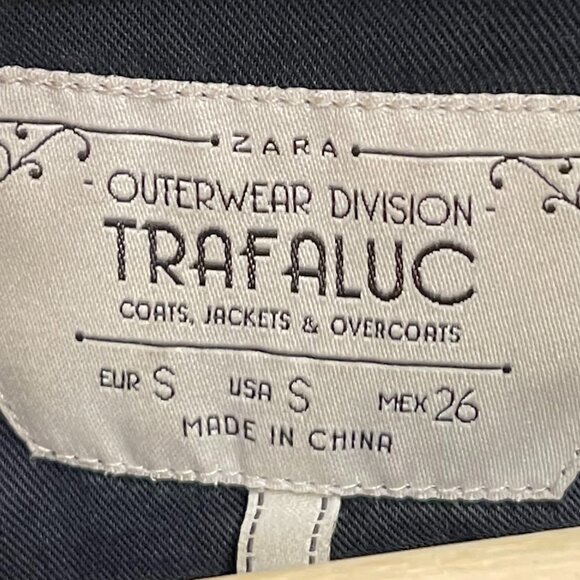 ZARA
- OUTERWEAR DIVISION -
TRAFALUC
COATS, JACKETS & OVERCOATS
EUR S USA S MEX 26
MADE IN CHINA